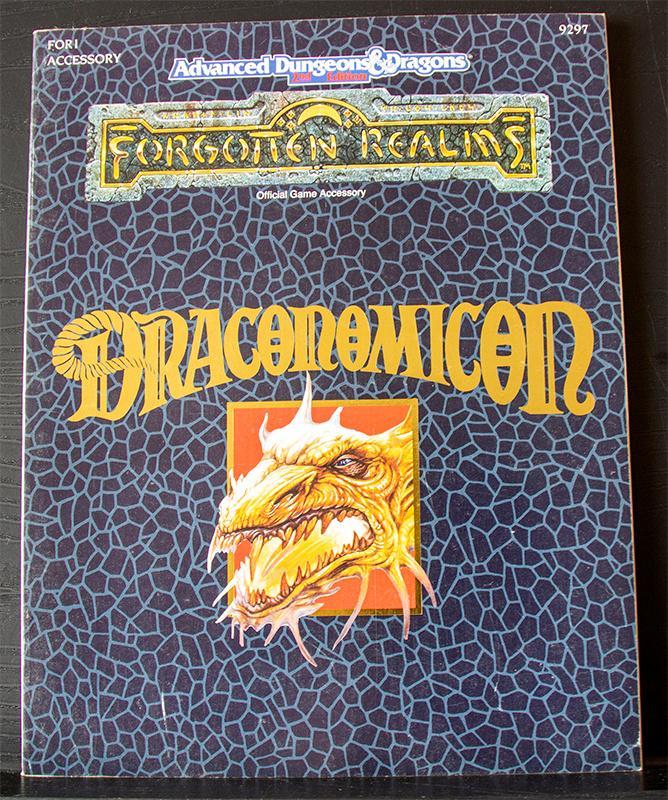 FOR1
ACCESSORY
9297
Advanced Dungeons & Dragons®
2nd Edition
FORGOTTEN REALMS
Official Game Accessory
DRACONOMICON